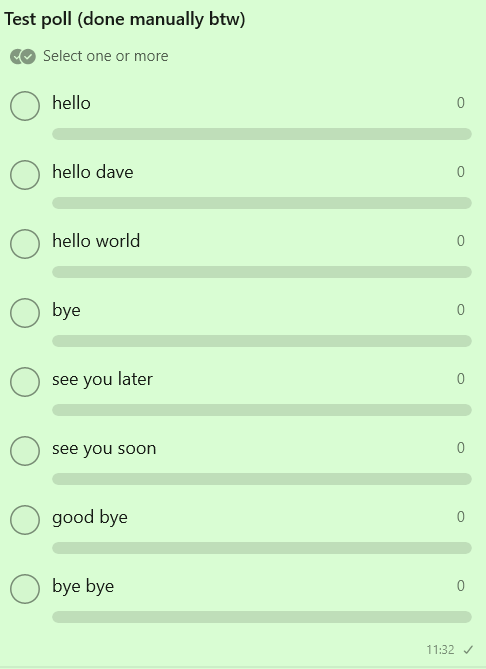 Test poll (done manually btw)
Select one or more
hello 0
hello dave 0
hello world 0
bye 0
see you later 0
see you soon 0
good bye 0
bye bye 0
11:32